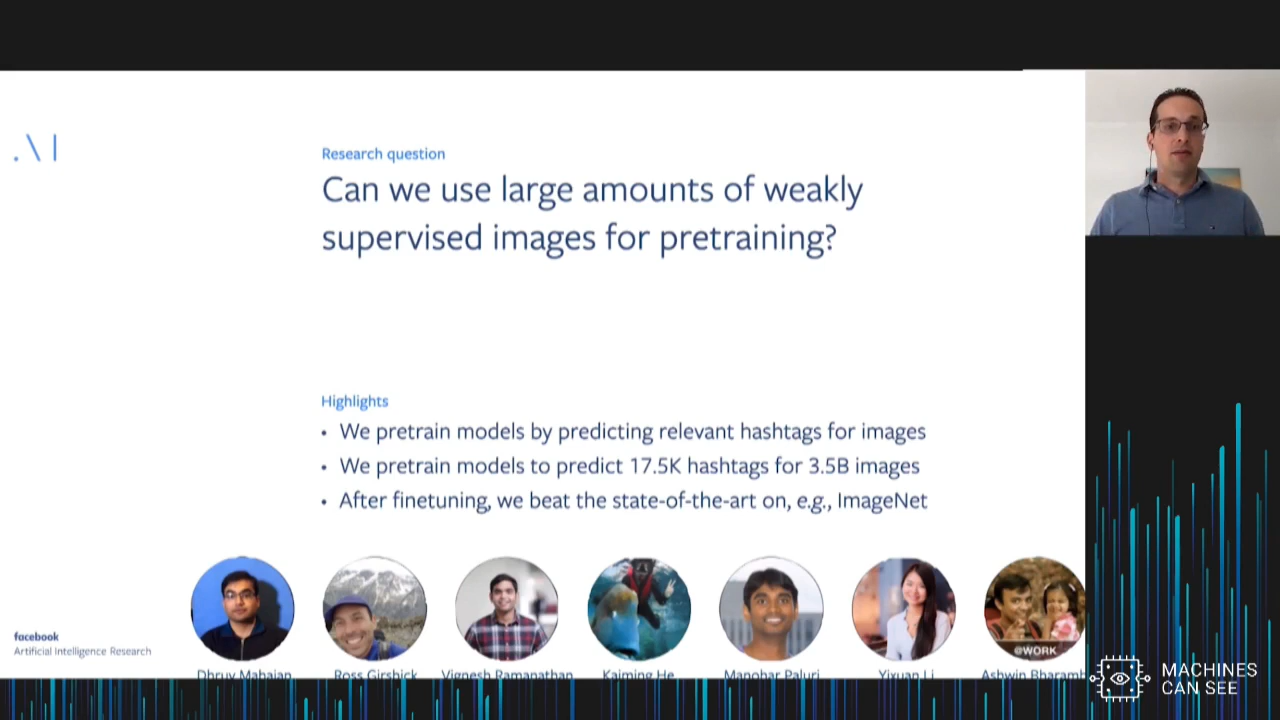 Research question
Can we use large amounts of weakly
supervised images for pretraining?
Highlights
• We pretrain models by predicting relevant hashtags for images
• We pretrain models to predict 17.5K hashtags for 3.5B images
• After finetuning, we beat the state-of-the-art on, e.g., ImageNet
@WORK
facebook
Artificial Intelligence Research
Dhruv Mahajan Ross Girshick Vignesh Ramanathan Kaiming He Manohar Paluri Yixuan Li Ashwin
MACHINES
CAN SEE